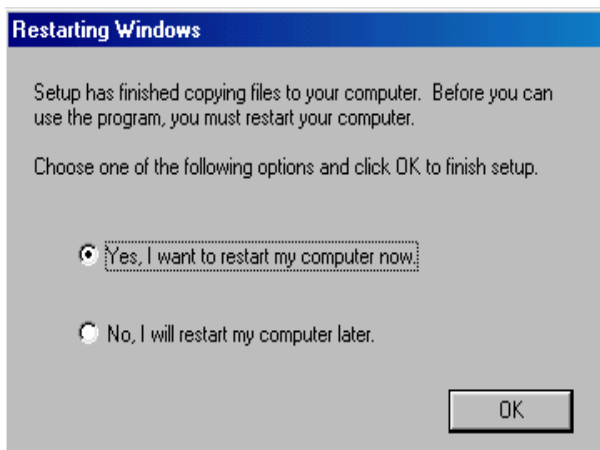 Restarting Windows
Setup has finished copying files to your computer.  Before you can
use the program, you must restart your computer.
Choose one of the following options and click OK to finish setup.
Yes, I want to restart my computer now.
No, I will restart my computer later.
OK